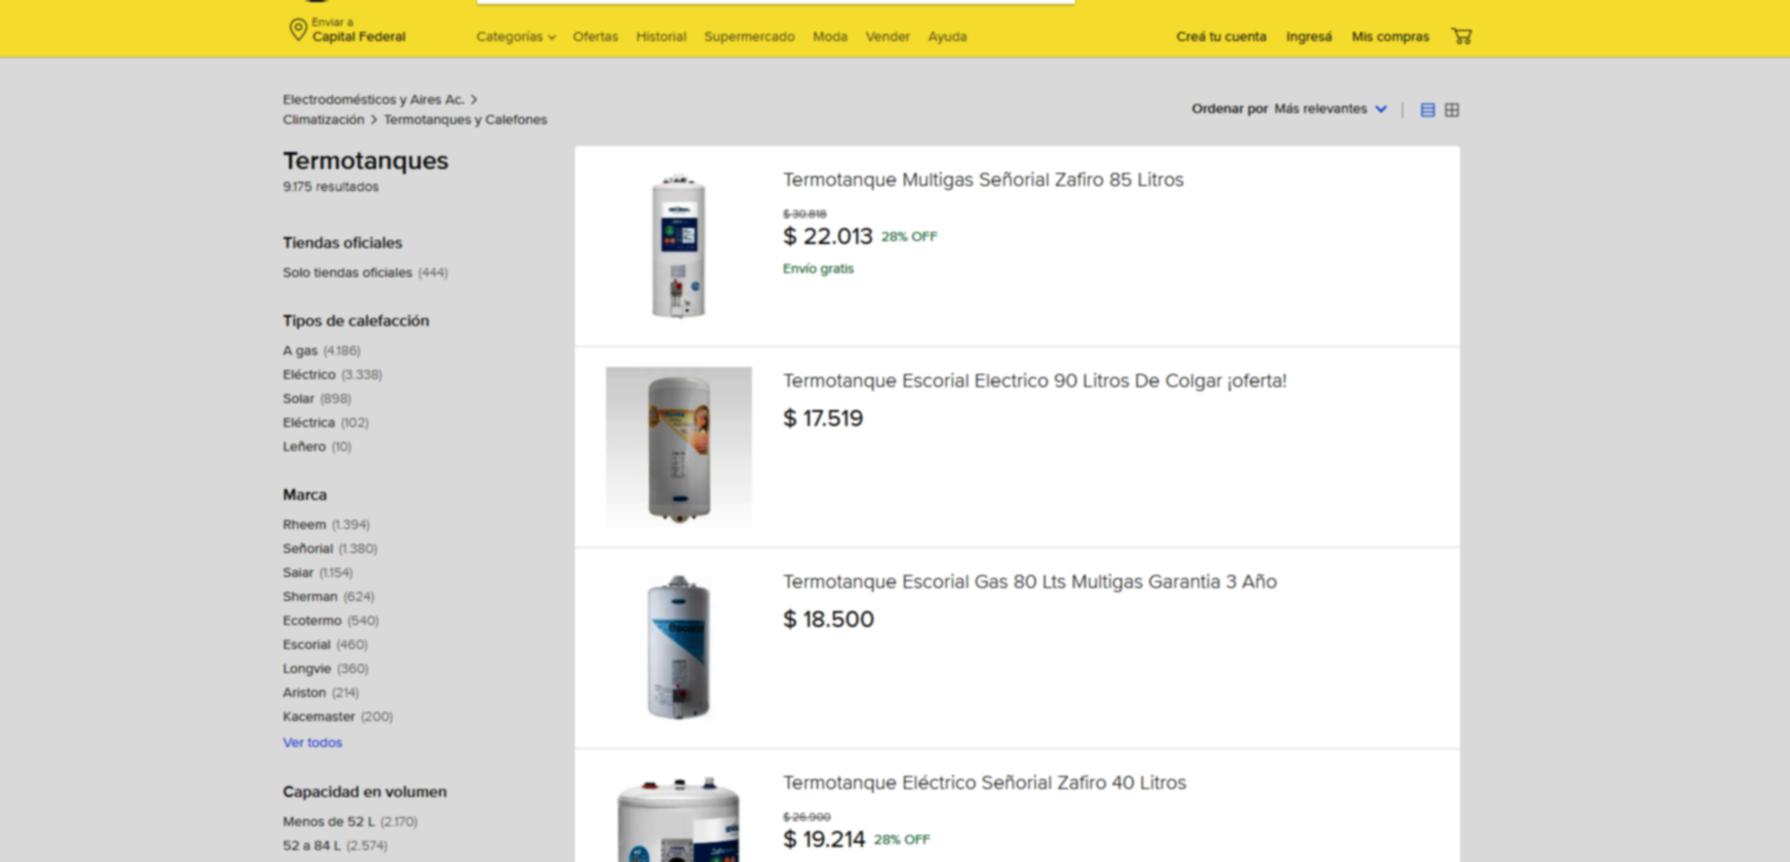 Enviar a
Capital Federal
Categorías
Ofertas
Historial
Supermercado
Moda
Vender
Ayuda
Creá tu cuenta
Ingresá
Mis compras
Electrodomésticos y Aires Ac. >
Climatización > Termotanques y Calefones
Ordenar por Más relevantes
Termotanques
9.175 resultados
Tiendas oficiales
Solo tiendas oficiales (444)
Tipos de calefacción
A gas (4.186)
Eléctrico (3.338)
Solar (898)
Eléctrica (102)
Leñero (10)
Marca
Rheem (1.394)
Señorial (1.380)
Saiar (1.154)
Sherman (624)
Ecotermo (540)
Escorial (460)
Longvie (360)
Ariston (214)
Kacemaster (200)
Ver todos
Capacidad en volumen
Menos de 52 L (2.170)
52 a 84 L (2.574)
Termotanque Multigas Señorial Zafiro 85 Litros
$ 30.818
$ 22.013 28% OFF
Envío gratis
Termotanque Escorial Electrico 90 Litros De Colgar ¡oferta!
$ 17.519
Termotanque Escorial Gas 80 Lts Multigas Garantia 3 Año
$ 18.500
Termotanque Eléctrico Señorial Zafiro 40 Litros
$ 26.900
$ 19.214 28% OFF